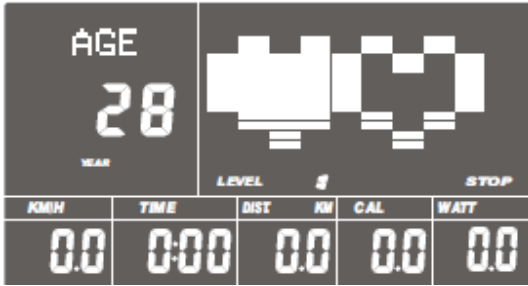 AGE
28
YEAR
LEVEL STOP
KM/H TIME DIST. KM CAL WATT
0.0 0:00 0.0 0.0 0.0